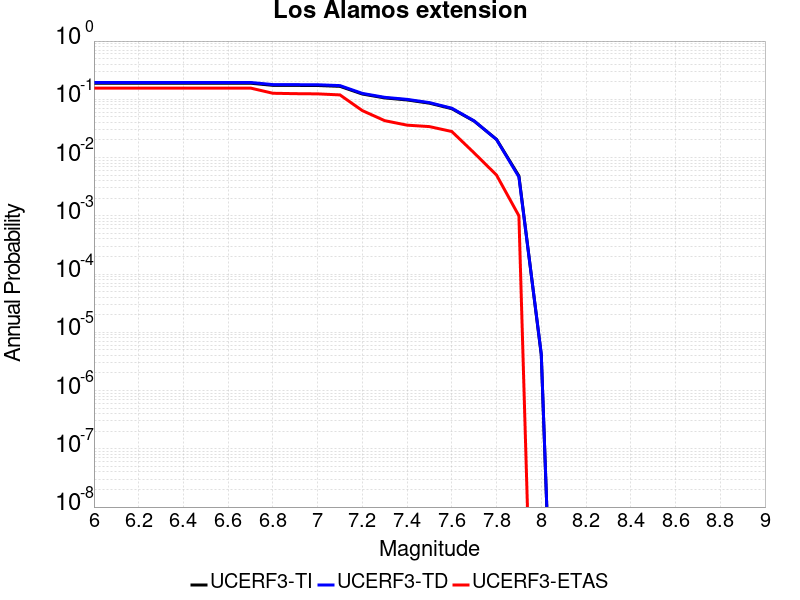 Los Alamos extension
10^0
10^-1
10^-2
10^-3
10^-4
10^-5
10^-6
10^-7
10^-8
Annual Probability
6 6.2 6.4 6.6 6.8 7 7.2 7.4 7.6 7.8 8 8.2 8.4 8.6 8.8 9
Magnitude
UCERF3-TI UCERF3-TD UCERF3-ETAS